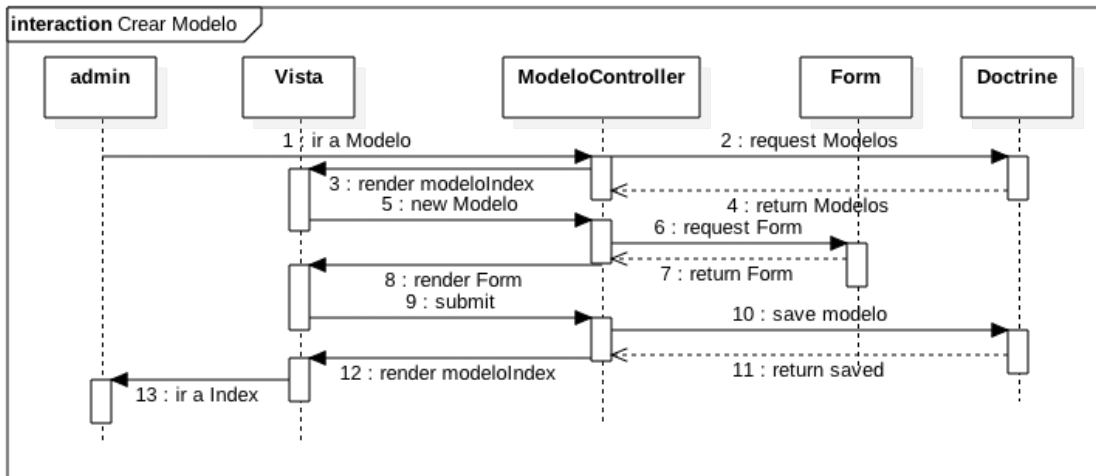 interaction Crear Modelo
admin
Vista
ModeloController
Form
Doctrine
1 : ir a Modelo
2 : request Modelos
3 : render modeloIndex
4 : return Modelos
5 : new Modelo
6 : request Form
7 : return Form
8 : render Form
9 : submit
10 : save modelo
11 : return saved
12 : render modeloIndex
13 : ir a Index